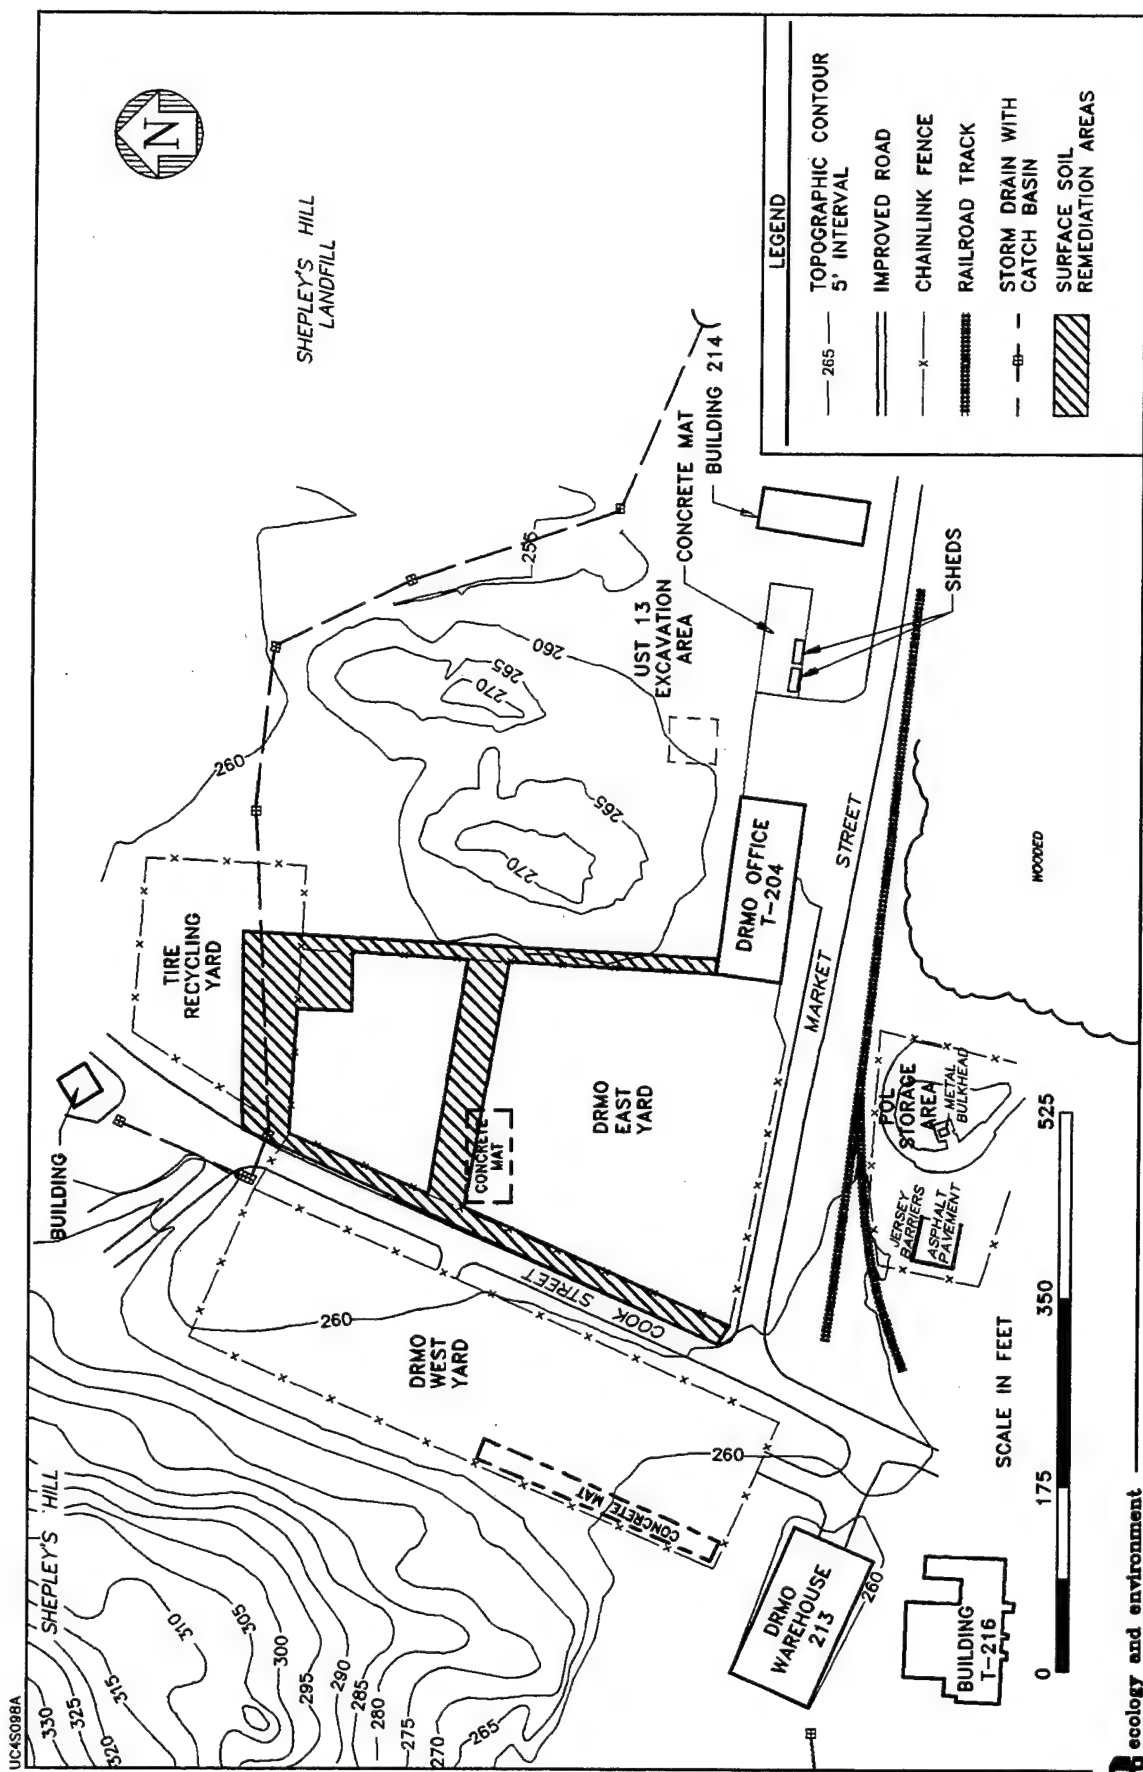 UC4S098A
SHEPLEY'S HILL
330
325
320
315
310
305
300
295
290
285
280
275
270
265
BUILDING
TIRE
RECYCLING
YARD
260
SHEPLEY'S HILL
LANDFILL
N
DRMO
WEST
YARD
260
260
CONCRETE MAT
COOK STREET
CONCRETE
MAT
DRMO
EAST
YARD
270
265
270
265
260
255
UST 13
EXCAVATION
AREA
CONCRETE MAT
BUILDING 214
SHEDS
DRMO OFFICE
T-204
MARKET STREET
DRMO
WAREHOUSE
213
260
BUILDING
T-216
JERSEY
BARRIERS
ASPHALT
PAVEMENT
POL
STORAGE
AREA
METAL
BULKHEAD
WOODED
LEGEND
265
TOPOGRAPHIC CONTOUR
5' INTERVAL
IMPROVED ROAD
x
CHAINLINK FENCE
RAILROAD TRACK
STORM DRAIN WITH
CATCH BASIN
SURFACE SOIL
REMEDIATION AREAS
SCALE IN FEET
0 175 350 525
ecology and environment